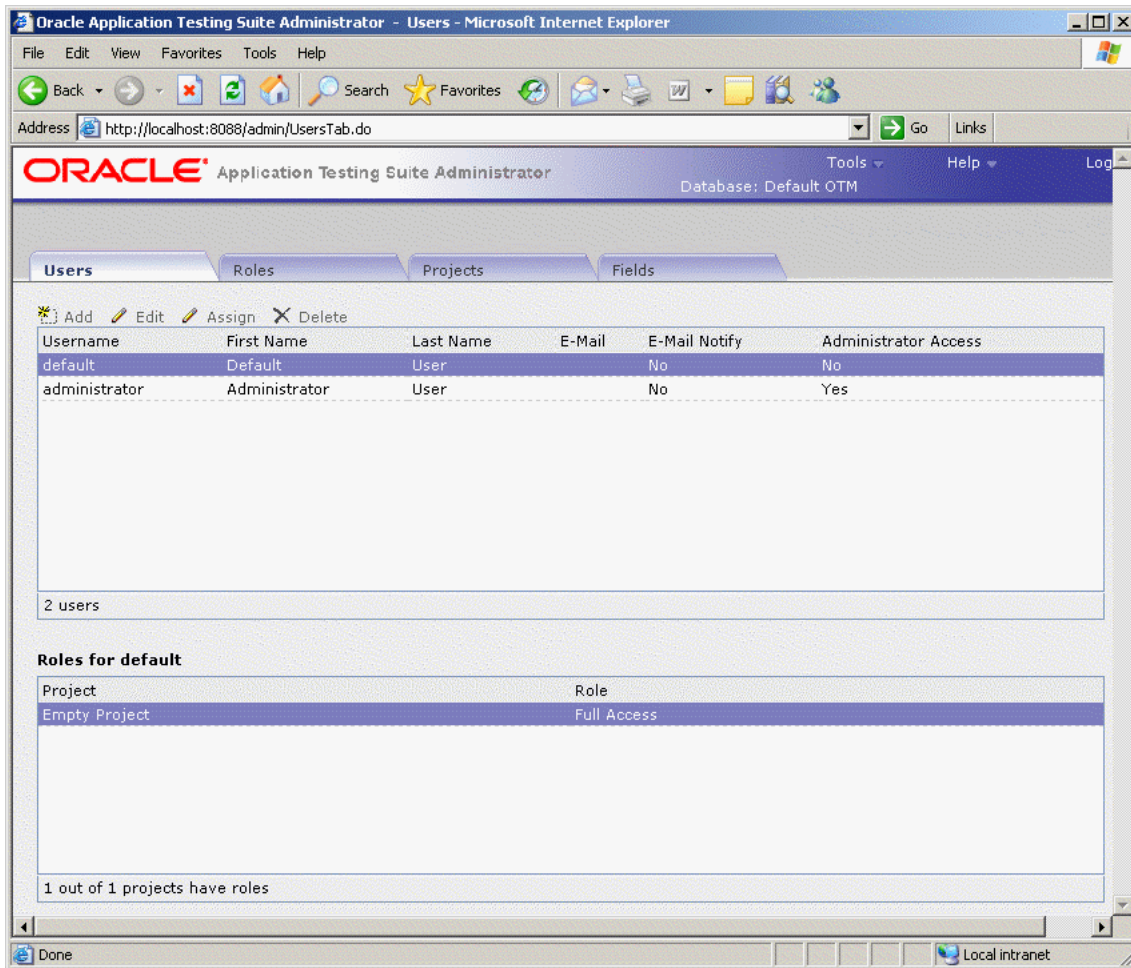 Oracle Application Testing Suite Administrator - Users - Microsoft Internet Explorer
File Edit View Favorites Tools Help
Back Search Favorites
Address http://localhost:8088/admin/UsersTab.do Go Links
ORACLE Application Testing Suite Administrator Tools Help Log
Database: Default OTM
Users Roles Projects Fields
Add Edit Assign Delete
Username First Name Last Name E-Mail E-Mail Notify Administrator Access
default Default User No No
administrator Administrator User No Yes
2 users
Roles for default
Project Role
Empty Project Full Access
1 out of 1 projects have roles
Done Local intranet